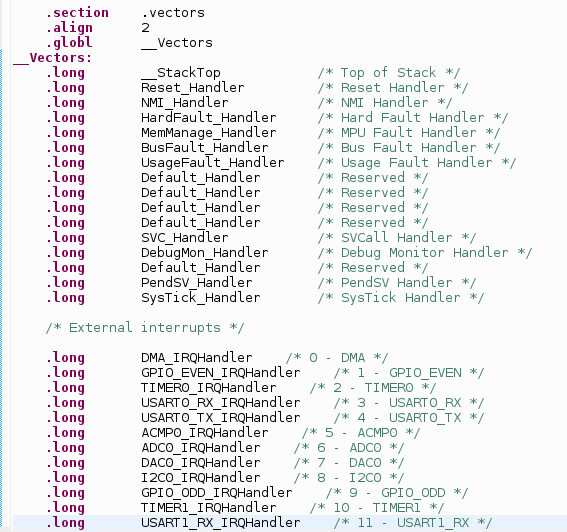 .section .vectors
.align 2
.globl __Vectors
__Vectors:
.long __StackTop /* Top of Stack */
.long Reset_Handler /* Reset Handler */
.long NMI_Handler /* NMI Handler */
.long HardFault_Handler /* Hard Fault Handler */
.long MemManage_Handler /* MPU Fault Handler */
.long BusFault_Handler /* Bus Fault Handler */
.long UsageFault_Handler /* Usage Fault Handler */
.long Default_Handler /* Reserved */
.long Default_Handler /* Reserved */
.long Default_Handler /* Reserved */
.long Default_Handler /* Reserved */
.long SVC_Handler /* SVCall Handler */
.long DebugMon_Handler /* Debug Monitor Handler */
.long Default_Handler /* Reserved */
.long PendSV_Handler /* PendSV Handler */
.long SysTick_Handler /* SysTick Handler */
/* External interrupts */
.long DMA_IRQHandler /* 0 - DMA */
.long GPIO_EVEN_IRQHandler /* 1 - GPIO_EVEN */
.long TIMER0_IRQHandler /* 2 - TIMER0 */
.long USART0_RX_IRQHandler /* 3 - USART0_RX */
.long USART0_TX_IRQHandler /* 4 - USART0_TX */
.long ACMP0_IRQHandler /* 5 - ACMP0 */
.long ADC0_IRQHandler /* 6 - ADC0 */
.long DAC0_IRQHandler /* 7 - DAC0 */
.long I2C0_IRQHandler /* 8 - I2C0 */
.long GPIO_ODD_IRQHandler /* 9 - GPIO_ODD */
.long TIMER1_IRQHandler /* 10 - TIMER1 */
.long USART1_RX_IRQHandler /* 11 - USART1_RX */